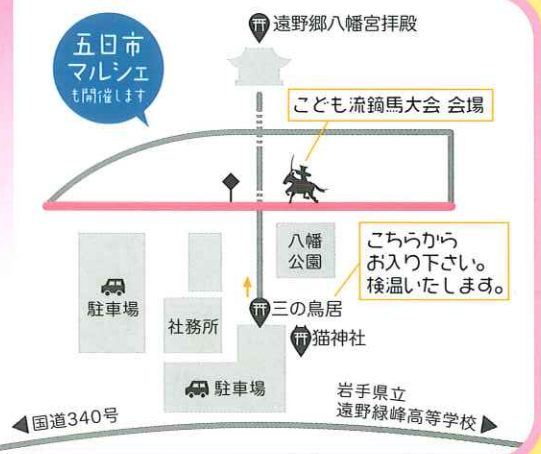 五日市
マルシェ
も開催します
遠野郷八幡宮拝殿
こども流鏑馬大会 会場
八幡
公園
こちらから
お入り下さい。
検温いたします。
駐車場
社務所
三の鳥居
猫神社
駐車場
国道340号
岩手県立
遠野緑峰高等学校